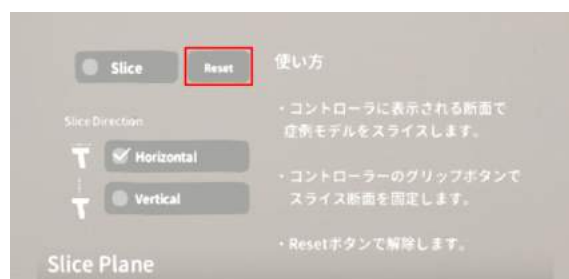 Slice
Reset
使い方
Slice Direction
Horizontal
Vertical
・コントローラに表示される断面で
症例モデルをスライスします。
・コントローラーのグリップボタンで
スライス断面を固定します。
・Resetボタンで解除します。
Slice Plane